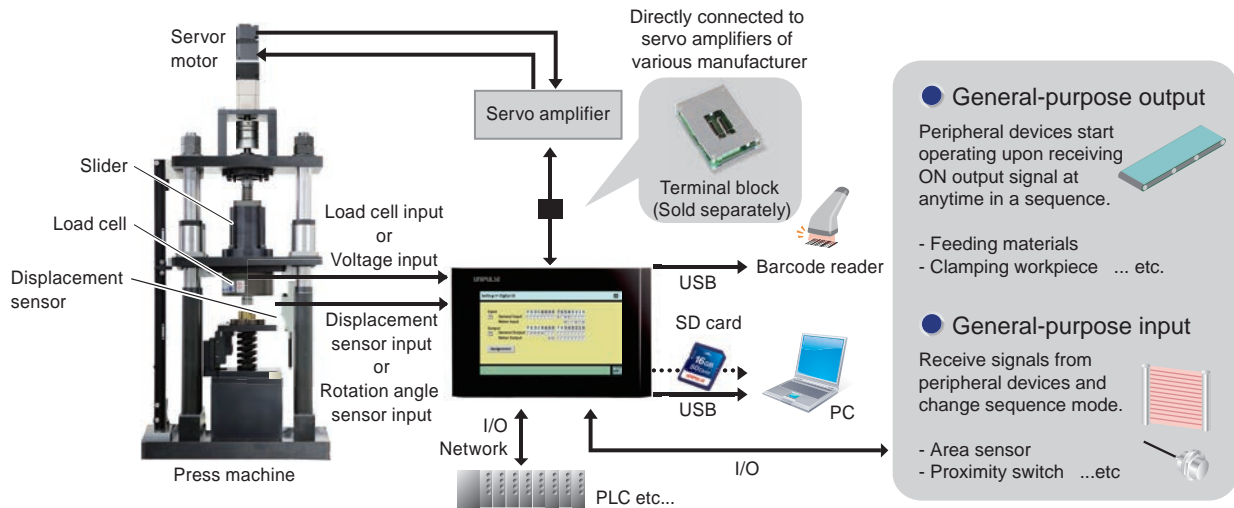 Servor
motor
Slider
Load cell
Displacement
sensor
Press machine
Load cell input
or
Voltage input
Displacement
sensor input
or
Rotation angle
sensor input
Servo amplifier
Directly connected to
servo amplifiers of
various manufacturer
Terminal block
(Sold separately)
UNIPULSE
USB
Barcode reader
SD card
16GB
USB
PC
I/O
Network
PLC etc...
I/O
General-purpose output
Peripheral devices start
operating upon receiving
ON output signal at
anytime in a sequence.
- Feeding materials
- Clamping workpiece ... etc.
General-purpose input
Receive signals from
peripheral devices and
change sequence mode.
- Area sensor
- Proximity switch ...etc